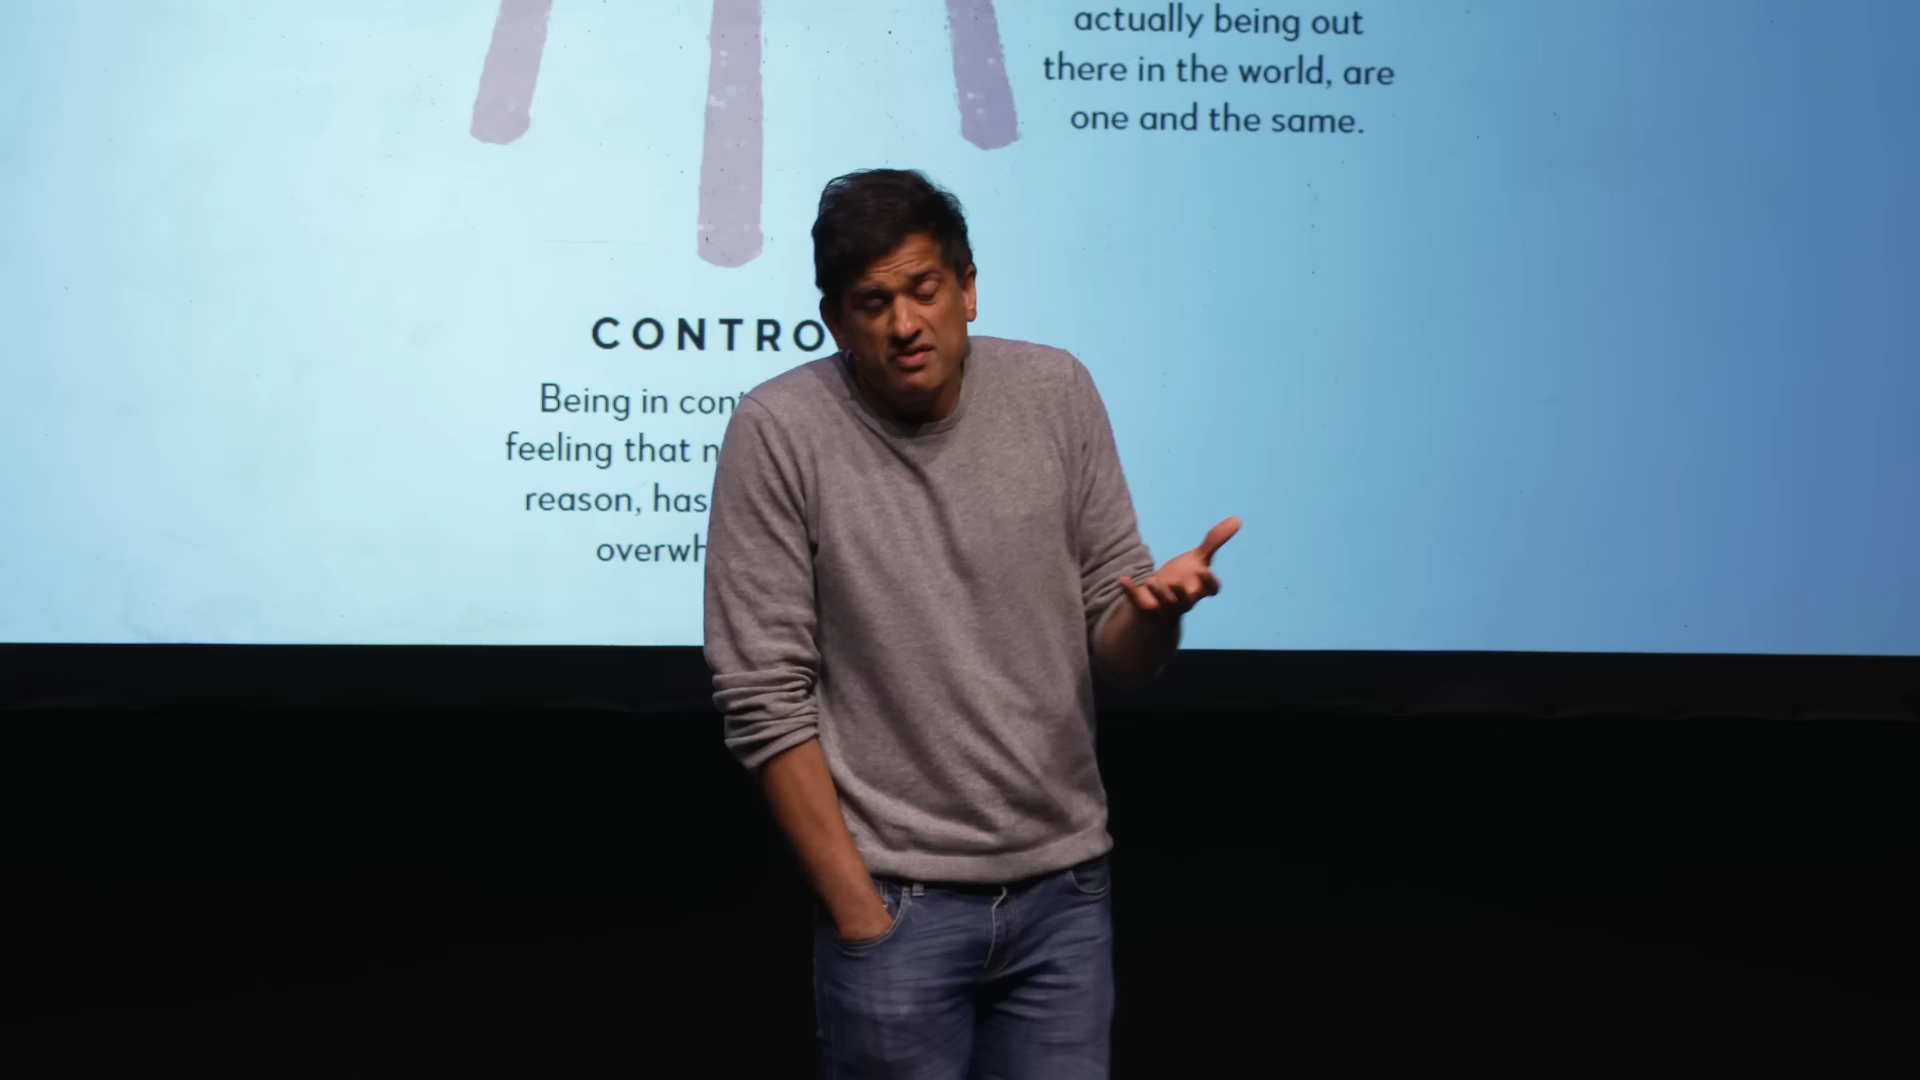 actually being out
there in the world, are
one and the same.
CONTRO
Being in con
feeling that n
reason, has
overwh